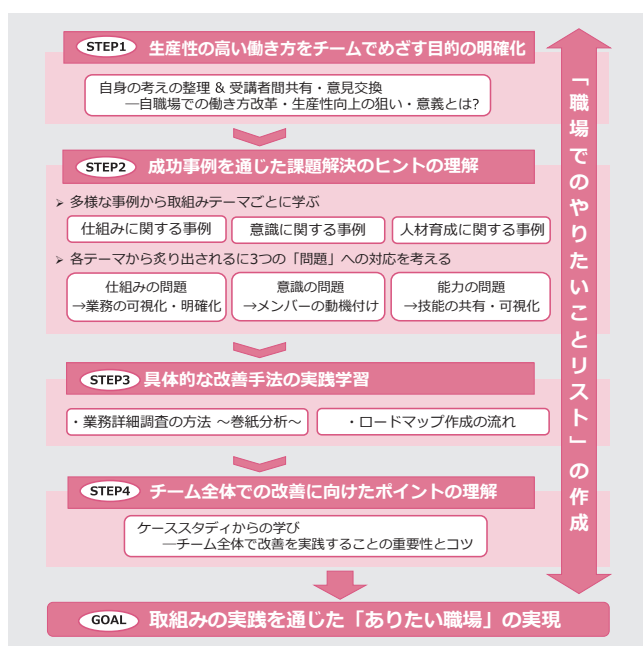 STEP1 生産性の高い働き方をチームでめざす目的の明確化
自身の考えの整理 & 受講者間共有・意見交換
―自職場での働き方改革・生産性向上の狙い・意義とは?
STEP2 成功事例を通じた課題解決のヒントの理解
➢ 多様な事例から取組みテーマごとに学ぶ
仕組みに関する事例
意識に関する事例
人材育成に関する事例
➢ 各テーマから炙り出されるに3つの「問題」への対応を考える
仕組みの問題
→業務の可視化・明確化
意識の問題
→メンバーの動機付け
能力の問題
→技能の共有・可視化
STEP3 具体的な改善手法の実践学習
・業務詳細調査の方法 ～巻紙分析～
・ロードマップ作成の流れ
STEP4 チーム全体での改善に向けたポイントの理解
ケーススタディからの学び
―チーム全体で改善を実践することの重要性とコツ
GOAL 取組みの実践を通じた「ありたい職場」の実現
「職場でのやりたいことリスト」の作成